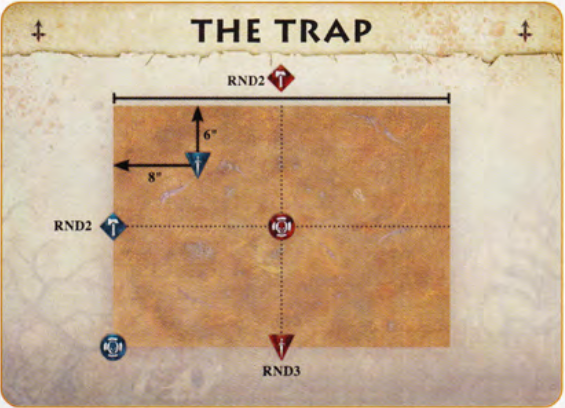 THE TRAP
RND2
6"
8"
RND2
RND3